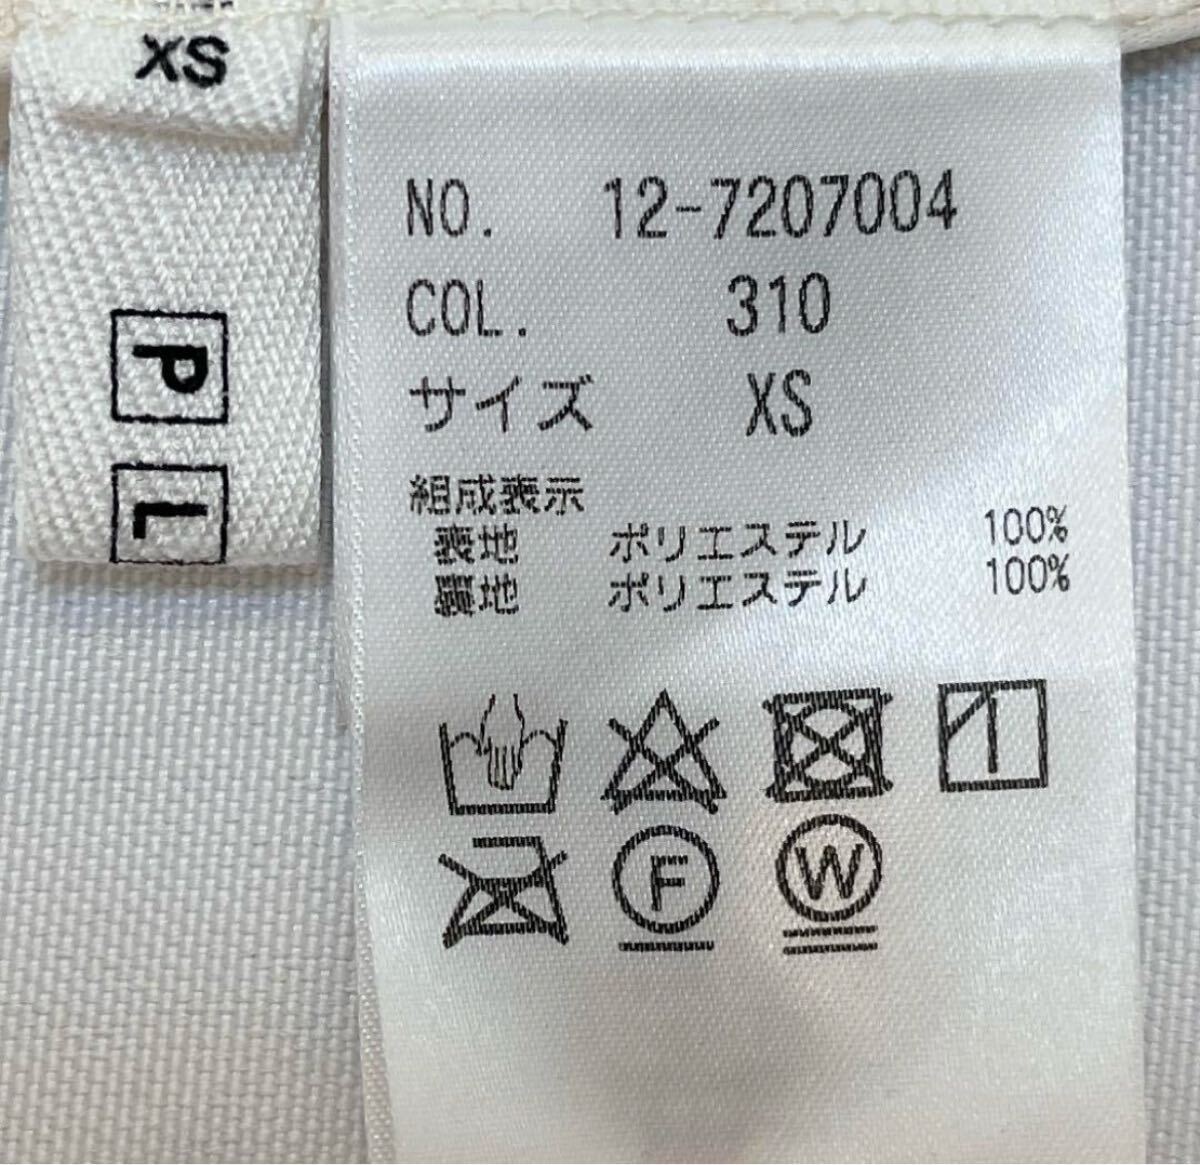 XS
P
L
NO. 12-7207004
COL. 310
サイズ XS
組成表示
表地 ポリエステル 100%
裏地 ポリエステル 100%
F
W